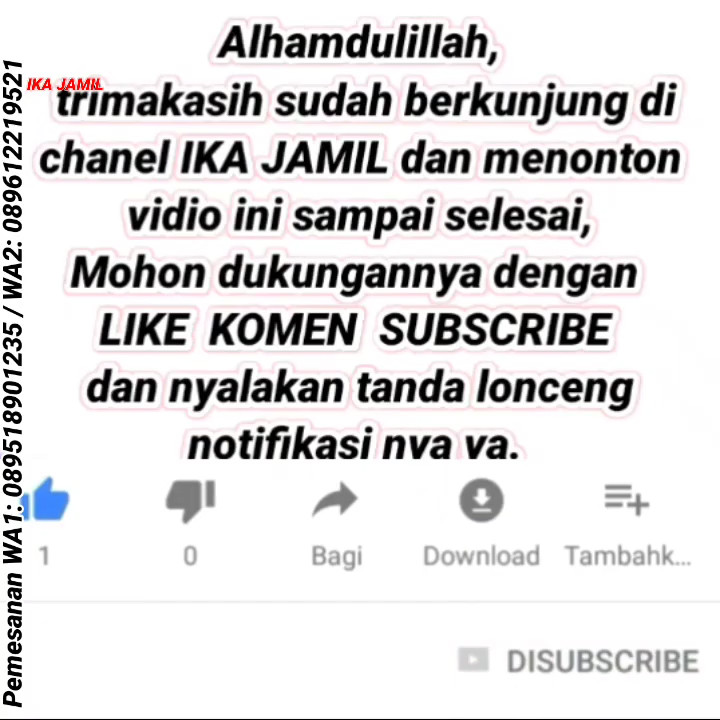 Alhamdulillah,
IKA JAMIL
trimakasih sudah berkunjung di
chanel IKA JAMIL dan menonton
vidio ini sampai selesai,
Mohon dukungannya dengan
LIKE KOMEN SUBSCRIBE
dan nyalakan tanda lonceng
notifikasi nya ya.
1
0
Bagi
Download
Tambahk...
DISUBSCRIBE
Pemesanan WA1: 089518901235 / WA2: 089612219521